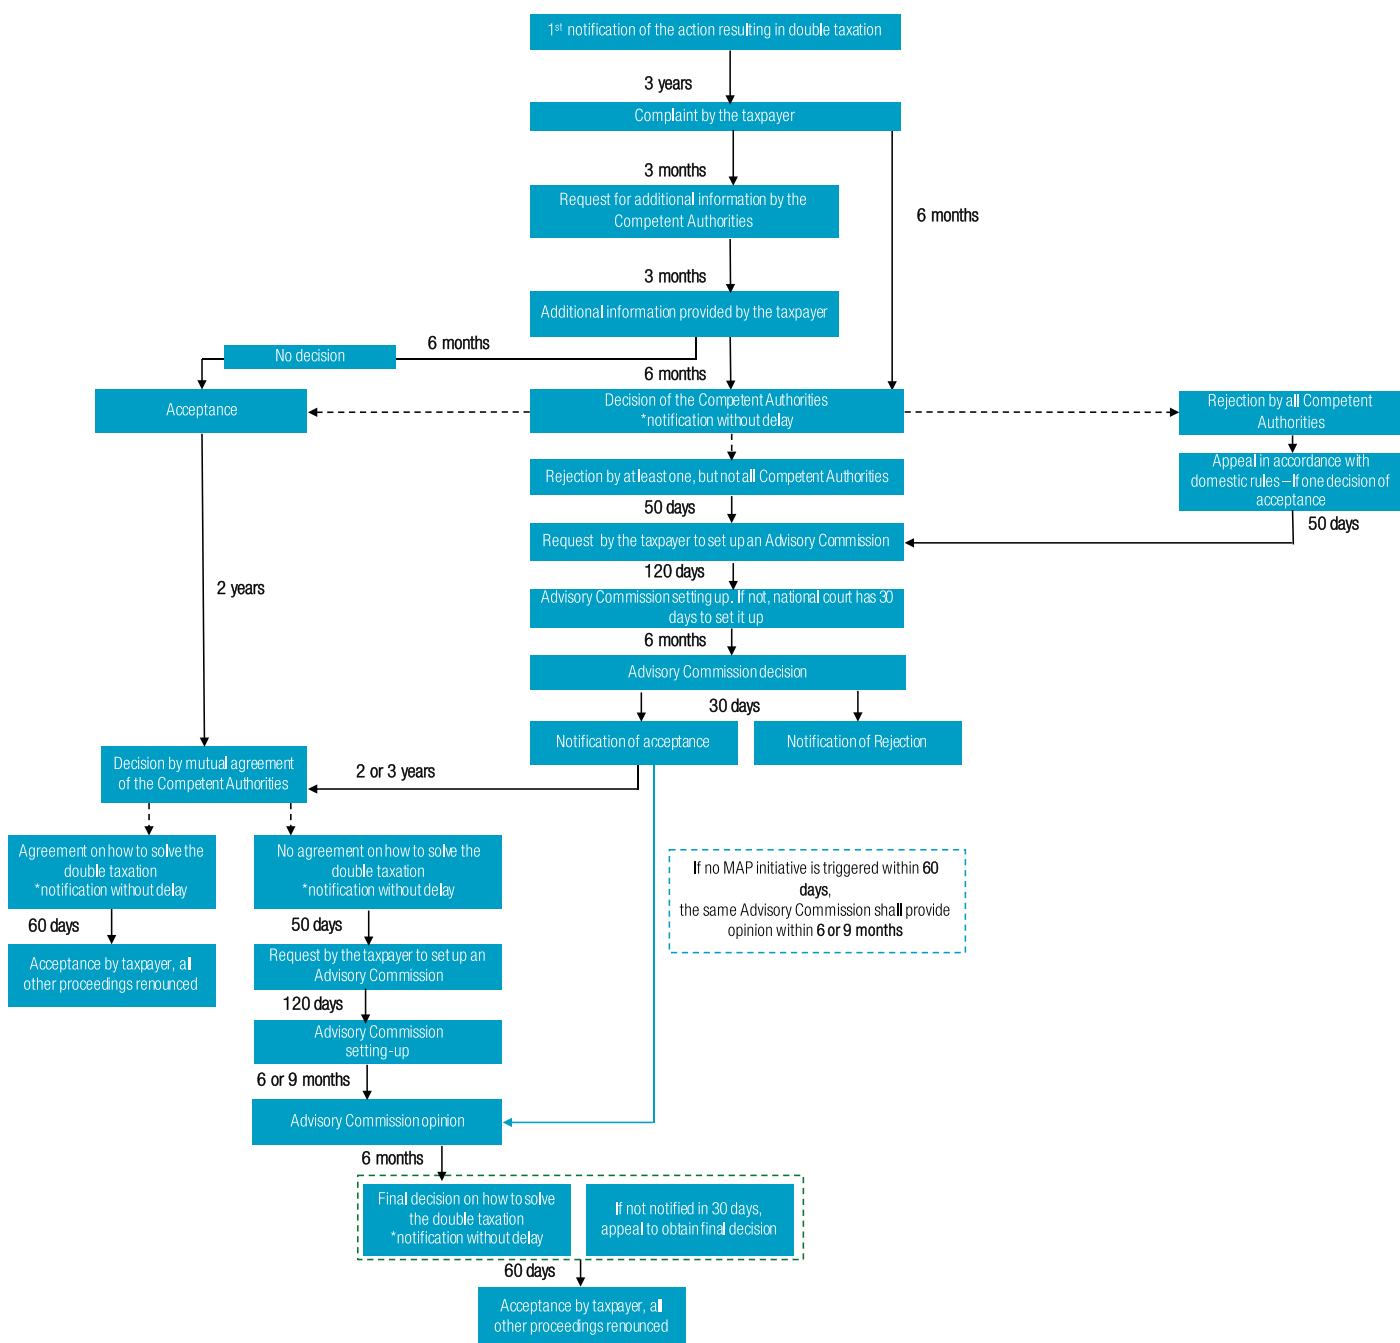 1st notification of the action resulting in double taxation
3 years
Complaint by the taxpayer
3 months
Request for additional information by the
Competent Authorities
6 months
3 months
Additional information provided by the taxpayer
6 months
No decision
6 months
Acceptance
Decision of the Competent Authorities
*notification without delay
Rejection by all Competent
Authorities
Rejection by at least one, but not all Competent Authorities
Appeal in accordance with
domestic rules – If one decision of
acceptance
50 days
50 days
Request by the taxpayer to set up an Advisory Commission
120 days
2 years
Advisory Commission setting up. If not, national court has 30
days to set it up
6 months
Advisory Commission decision
30 days
Notification of acceptance
Notification of Rejection
Decision by mutual agreement
of the Competent Authorities
2 or 3 years
Agreement on how to solve the
double taxation
*notification without delay
No agreement on how to solve the
double taxation
*notification without delay
If no MAP initiative is triggered within 60
days,
the same Advisory Commission shall provide
opinion within 6 or 9 months
60 days
50 days
Acceptance by taxpayer, all
other proceedings renounced
Request by the taxpayer to set up an
Advisory Commission
120 days
Advisory Commission
setting-up
6 or 9 months
Advisory Commission opinion
6 months
Final decision on how to solve
the double taxation
*notification without delay
If not notified in 30 days,
appeal to obtain final decision
60 days
Acceptance by taxpayer, all
other proceedings renounced